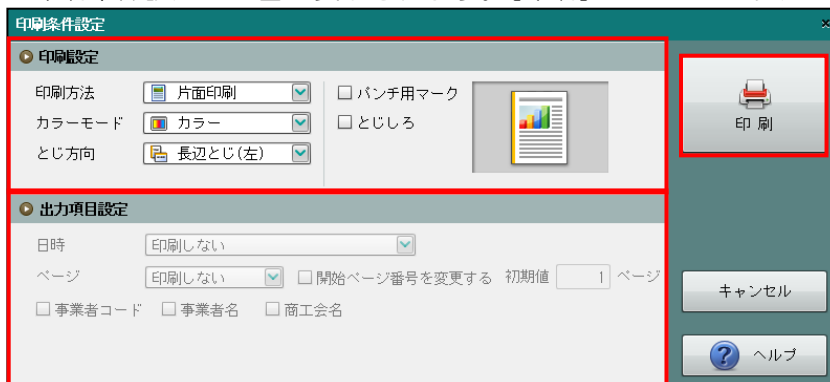 印刷条件設定
×
印刷設定
印刷方法 片面印刷 パンチ用マーク
カラーモード カラー とじしろ
とじ方向 長辺とじ(左)
印 刷
出力項目設定
日時 印刷しない
ページ 印刷しない 開始ページ番号を変更する 初期値 1 ページ
事業者コード 事業者名 商工会名
キャンセル
? ヘルプ